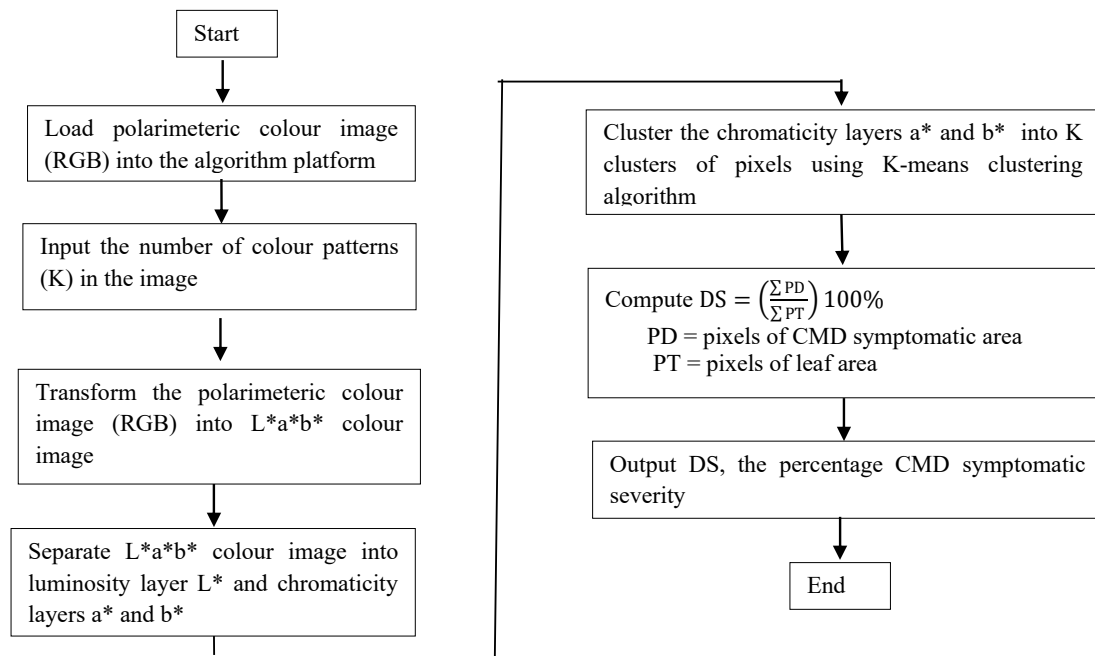 Start
Load polarimeteric colour image
(RGB) into the algorithm platform
Input the number of colour patterns
(K) in the image
Transform the polarimeteric colour
image (RGB) into L*a*b* colour
image
Separate L*a*b* colour image into
luminosity layer L* and chromaticity
layers a* and b*
Cluster the chromaticity layers a* and b* into K
clusters of pixels using K-means clustering
algorithm
Compute DS = (∑ PD / ∑ PT) 100%
PD = pixels of CMD symptomatic area
PT = pixels of leaf area
Output DS, the percentage CMD symptomatic
severity
End